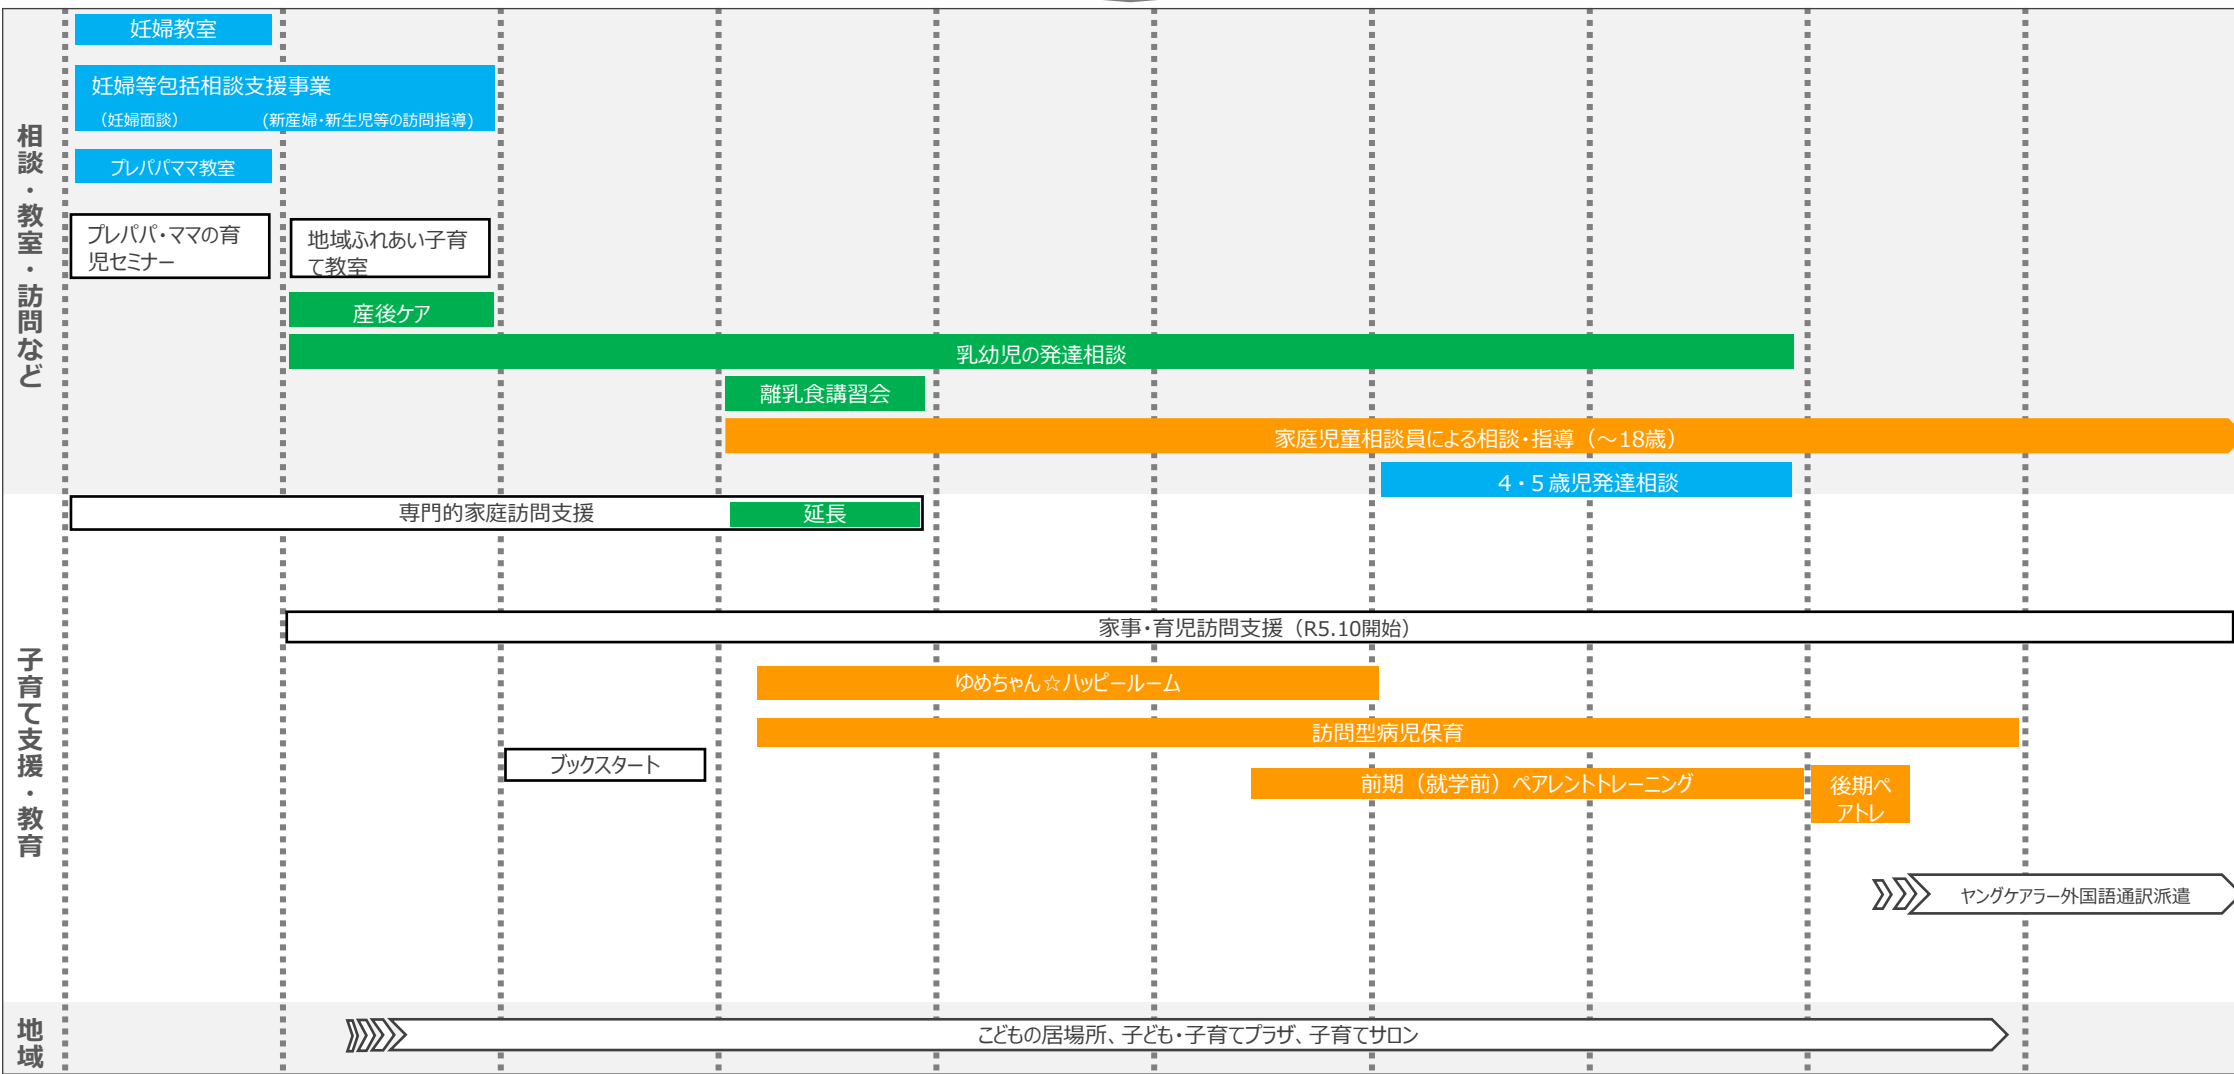 相談・教室・訪問など
妊婦教室
妊婦等包括相談支援事業
（妊婦面談）
(新産婦・新生児等の訪問指導)
プレパパママ教室
プレパパ・ママの育
児セミナー
地域ふれあい子育
て教室
産後ケア
乳幼児の発達相談
離乳食講習会
家庭児童相談員による相談・指導（～18歳）
４・５歳児発達相談
子育て支援・教育
専門的家庭訪問支援
延長
家事・育児訪問支援（R5.10開始）
ゆめちゃん☆ハッピールーム
訪問型病児保育
ブックスタート
前期（就学前）ペアレントトレーニング
後期ペ
アトレ
ヤングケアラー外国語通訳派遣
地域
こどもの居場所、子ども・子育てプラザ、子育てサロン